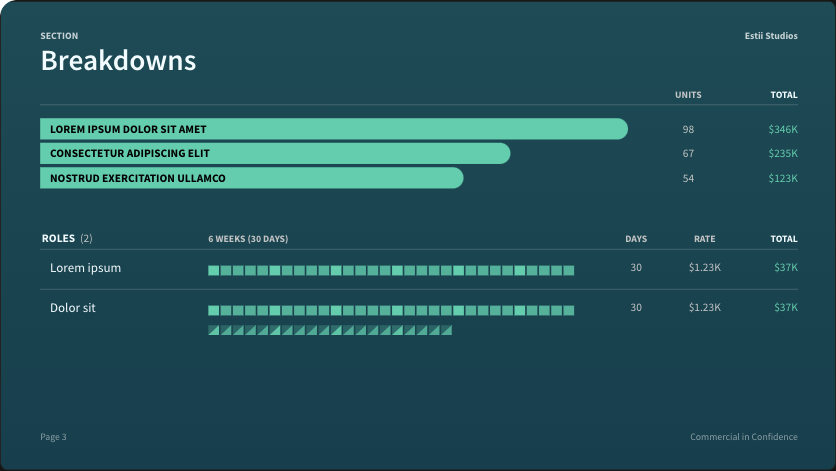 SECTION
Estii Studios
Breakdowns
UNITS TOTAL
LOREM IPSUM DOLOR SIT AMET 98 $346K
CONSECTETUR ADIPISCING ELIT 67 $235K
NOSTRUD EXERCITATION ULLAMCO 54 $123K
ROLES (2) 6 WEEKS (30 DAYS) DAYS RATE TOTAL
Lorem ipsum 30 $1.23K $37K
Dolor sit 30 $1.23K $37K
Page 3 Commercial in Confidence